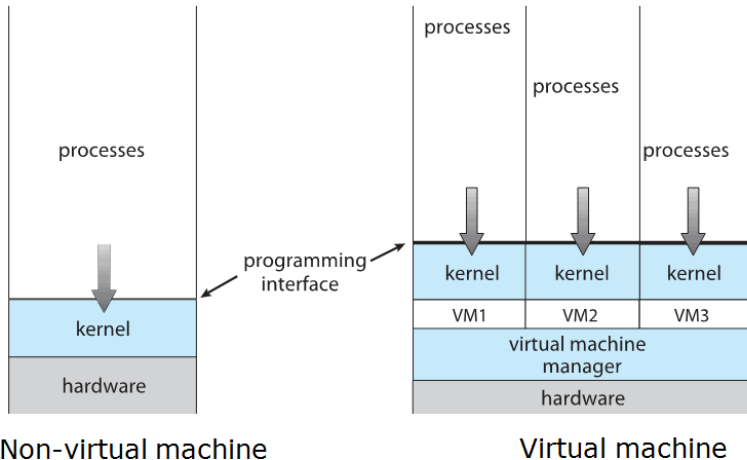 processes
kernel
hardware
Non-virtual machine
programming
interface
processes
processes
processes
kernel
kernel
kernel
VM1
VM2
VM3
virtual machine
manager
hardware
Virtual machine